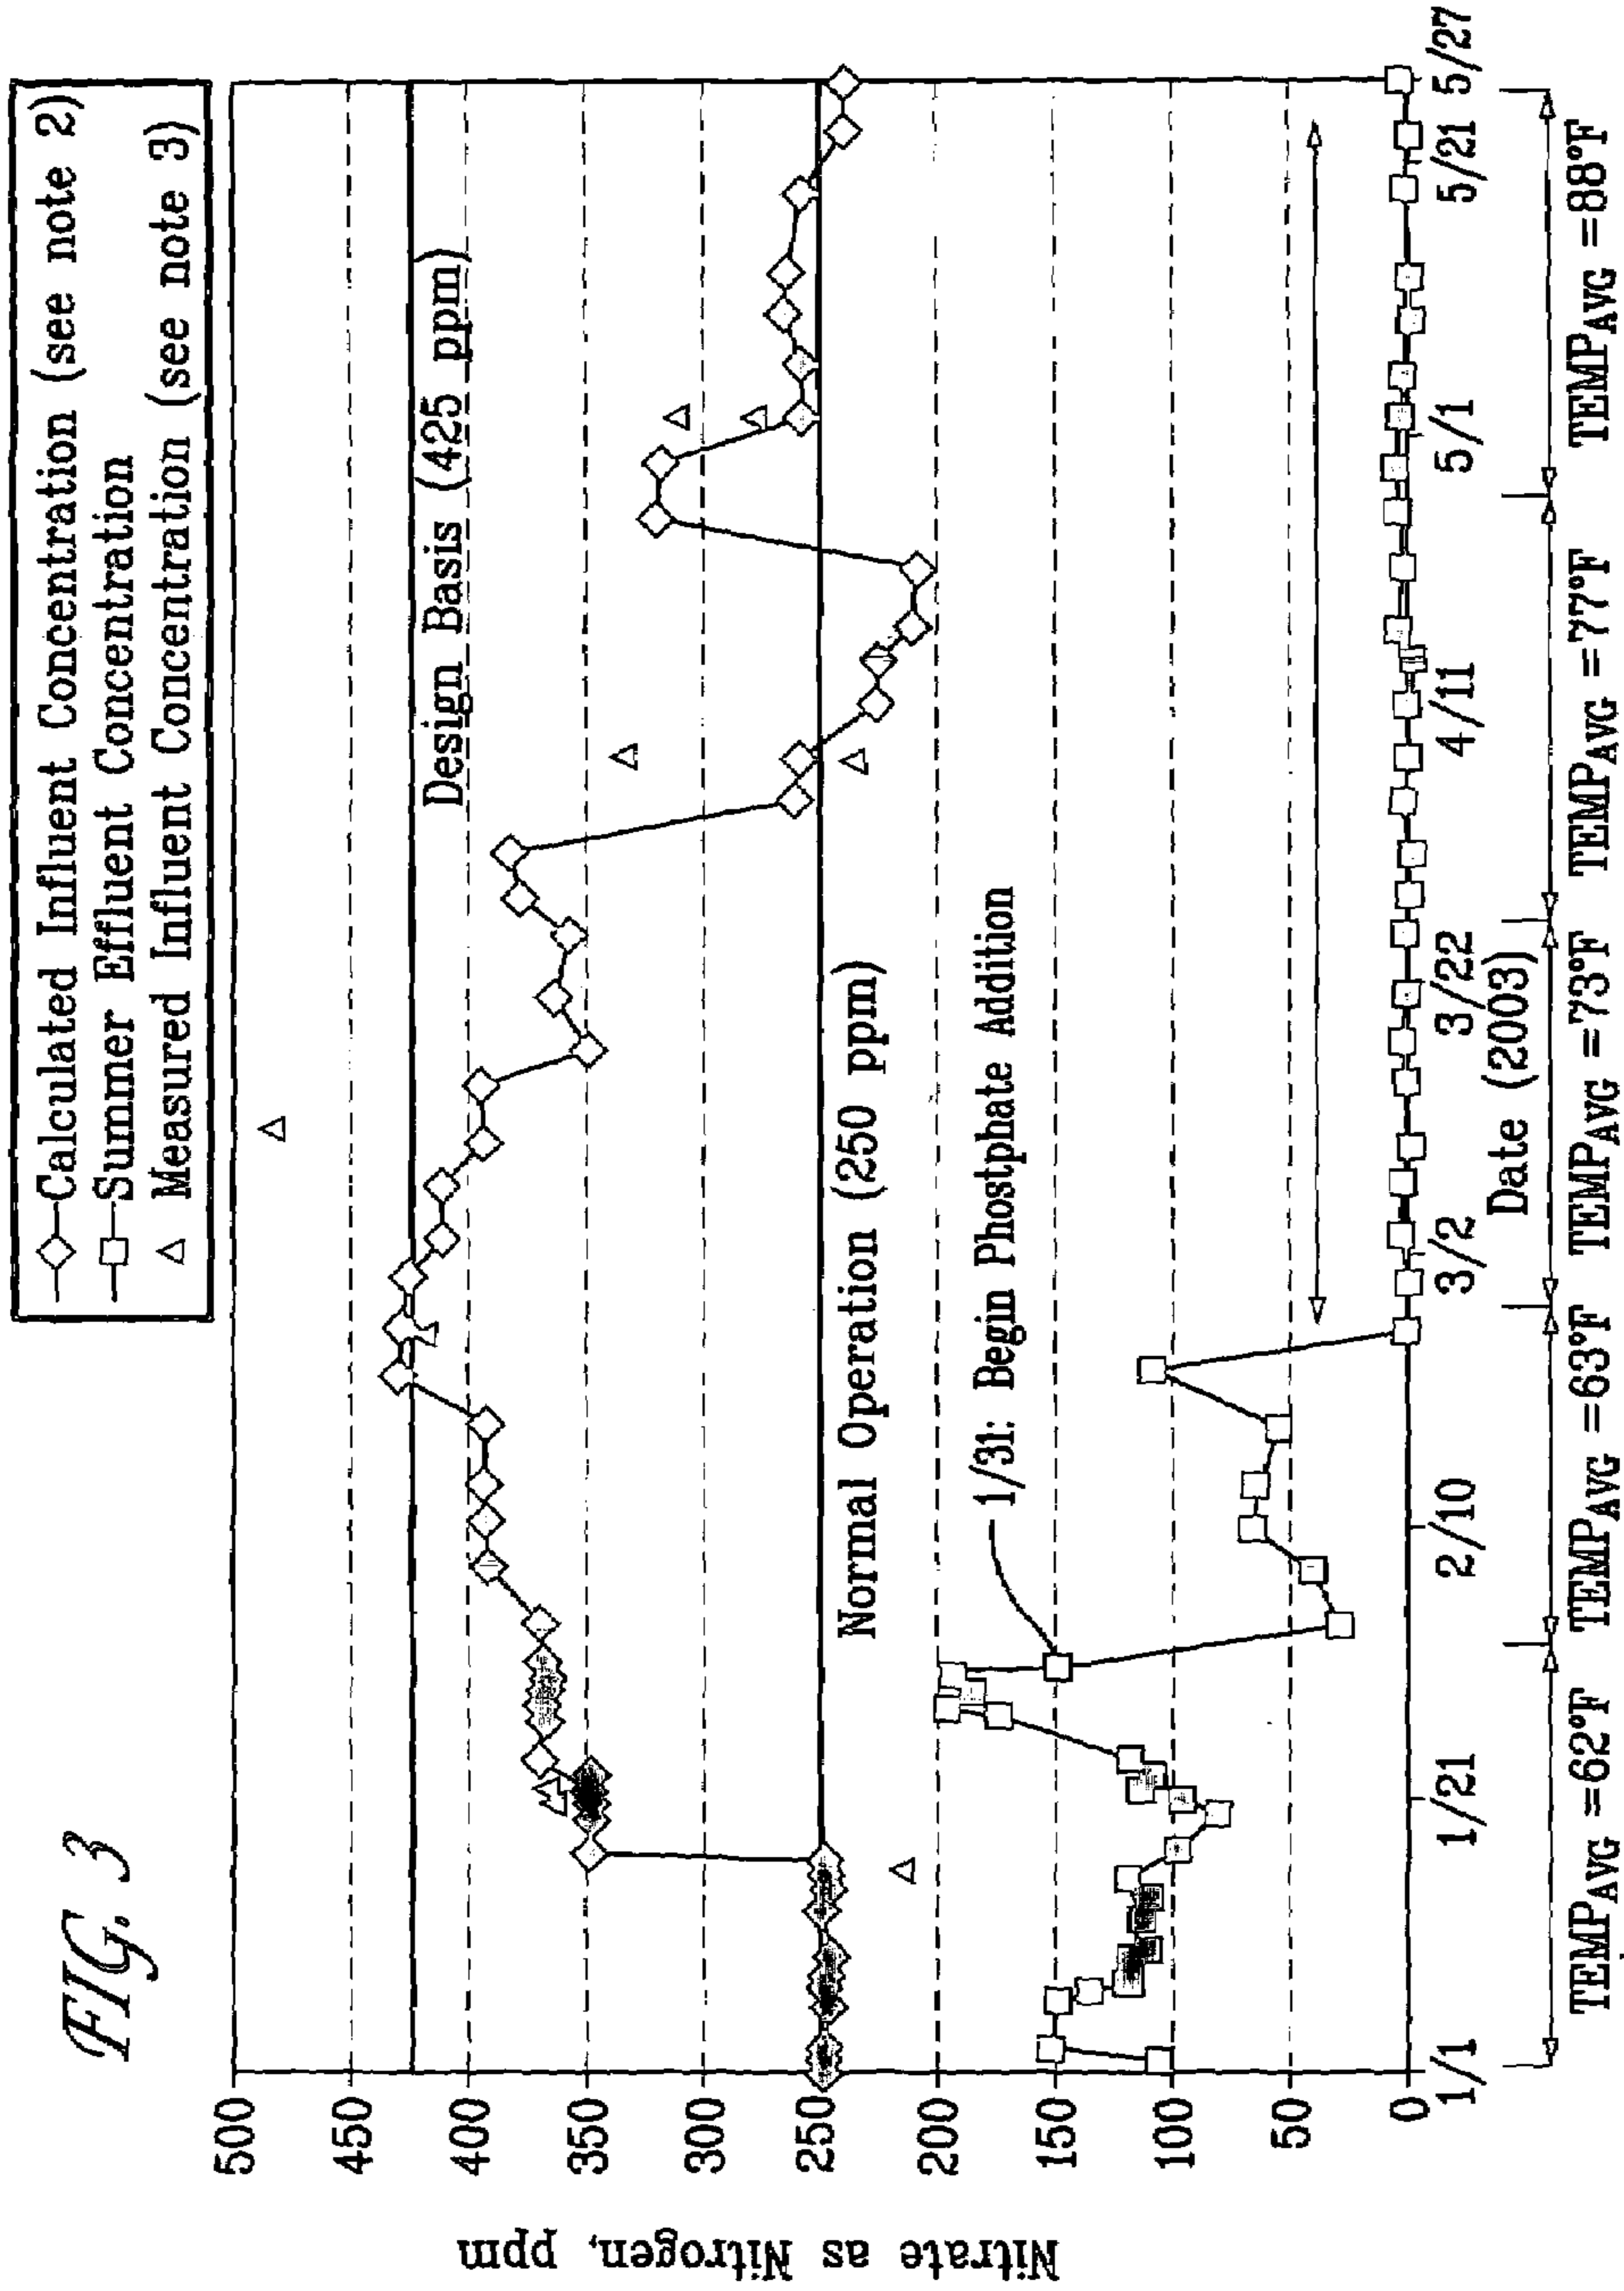 FIG. 3
Calculated Influent Concentration (see note 2)
Summer Effluent Concentration
Measured Influent Concentration (see note 3)
Nitrate as Nitrogen, ppm
500
450
400
350
300
250
200
150
100
50
0
Design Basis (425 ppm)
Normal Operation (250 ppm)
1/31: Begin Phostphate Addition
1/1
1/21
2/10
3/2
3/22
4/11
5/1
5/21
5/27
Date (2003)
TEMPAVG =62°F
TEMPAVG =63°F
TEMPAVG =73°F
TEMPAVG =77°F
TEMPAVG =88°F